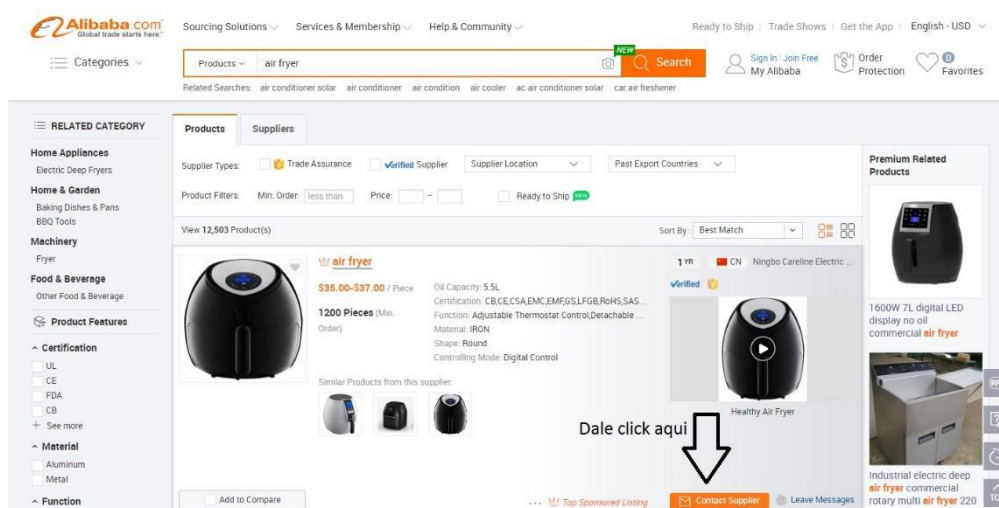 Alibaba.com
Global trade starts here.™
Sourcing Solutions
Services & Membership
Help & Community
Ready to Ship
Trade Shows
Get the App
English - USD
Categories
Products
air fryer
NEW
Search
Sign In
Join Free
My Alibaba
Order
Protection
0
Favorites
Related Searches: air conditioner solar air conditioner air condition air cooler ac air conditioner solar car air freshener
RELATED CATEGORY
Home Appliances
Electric Deep Fryers
Home & Garden
Baking Dishes & Pans
BBQ Tools
Machinery
Fryer
Food & Beverage
Other Food & Beverage
Product Features
Certification
UL
CE
FDA
CB
+ See more
Material
Aluminum
Metal
Function
Products
Suppliers
Supplier Types:
Trade Assurance
Verified Supplier
Supplier Location
Past Export Countries
Product Filters:
Min. Order:
less than
Price:
-
Ready to Ship
NEW
View 12,503 Product(s)
Sort By :
Best Match
air fryer
$35.00-$37.00 / Piece
1200 Pieces (Min.
Order)
Oil Capacity: 5.5L
Certification: CB,CE,CSA,EMC,EMF,GS,LFGB,RoHS,SAS...
Function: Adjustable Thermostat Control,Detachable ...
Material: IRON
Shape: Round
Controlling Mode: Digital Control
Similar Products from this supplier
1 YR
CN
Ningbo Careline Electric ...
Verified
Healthy Air Fryer
Dale click aqui
Add to Compare
... Top Sponsored Listing
Contact Supplier
Leave Messages
Premium Related
Products
1600W 7L digital LED
display no oil
commercial air fryer
Industrial electric deep
air fryer commercial
rotary multi air fryer 220